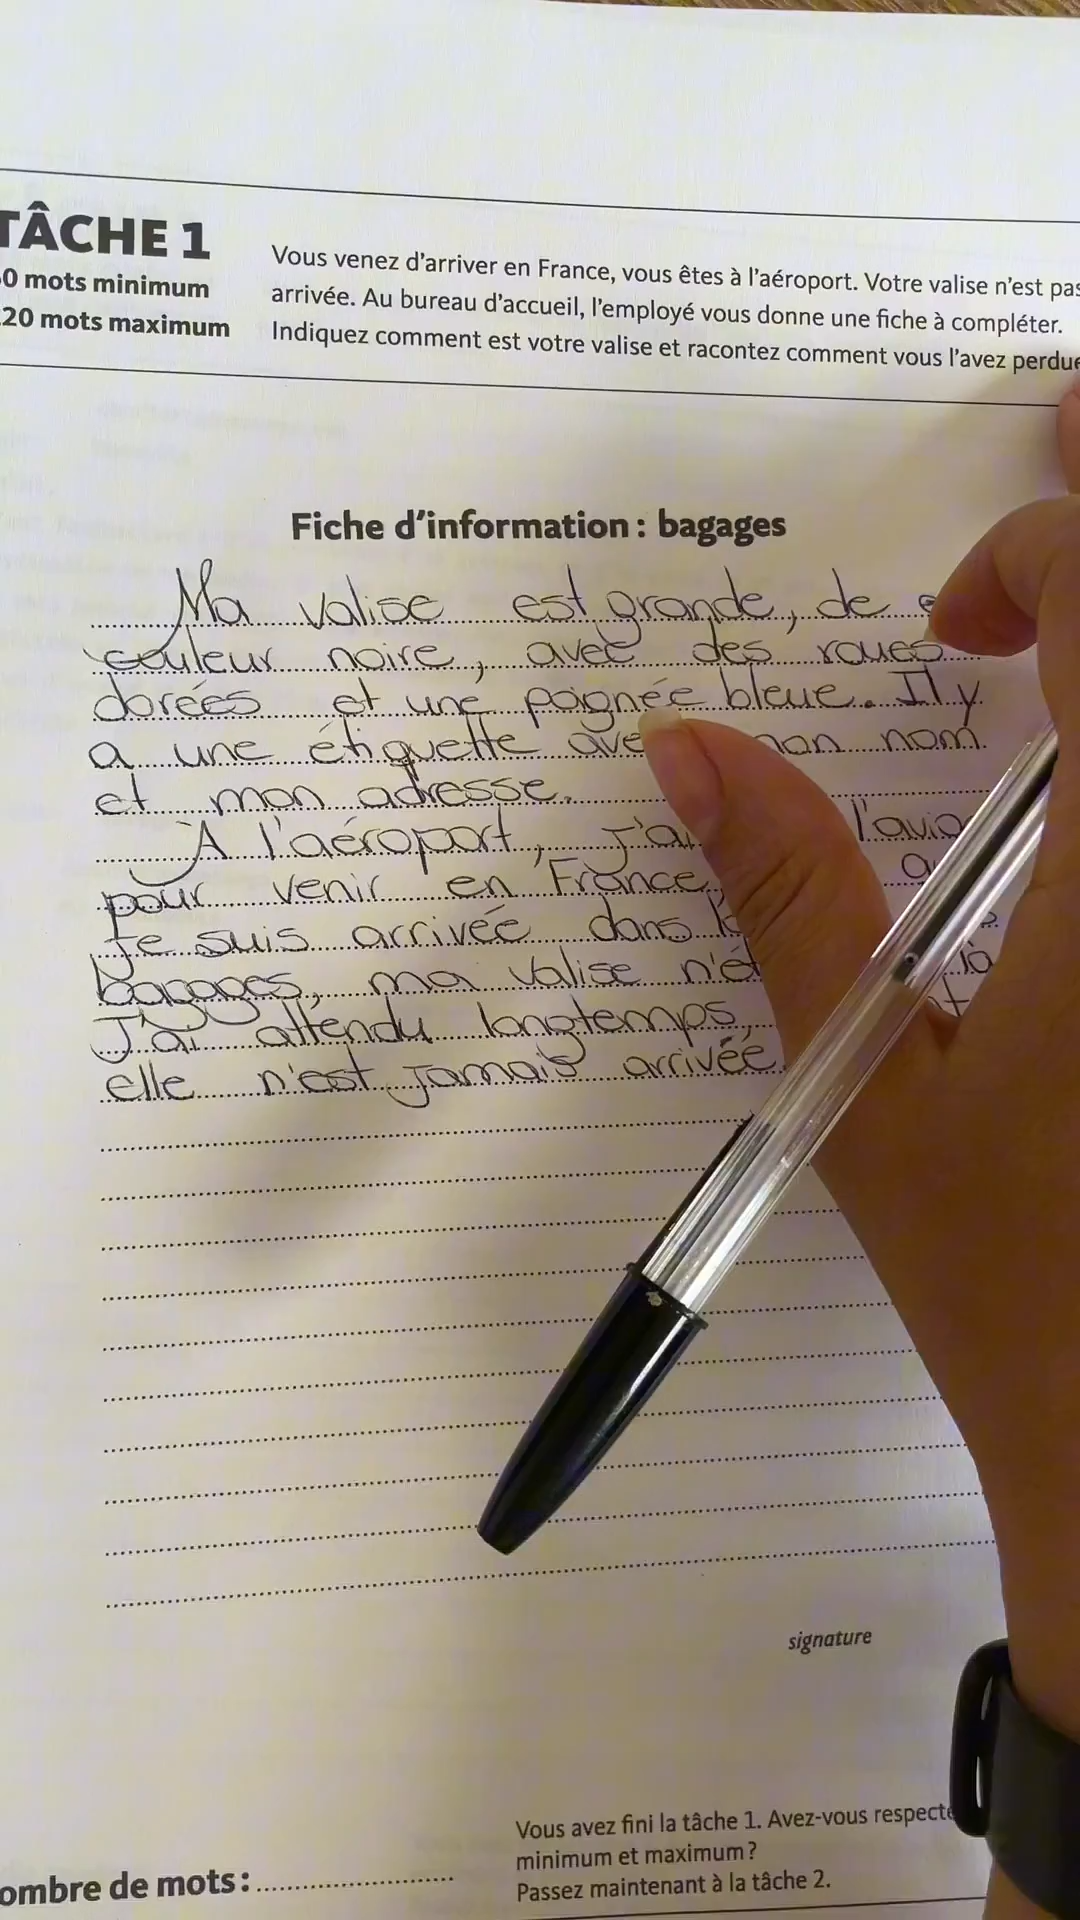 TÂCHE 1
0 mots minimum
20 mots maximum
Vous venez d'arriver en France, vous êtes à l'aéroport. Votre valise n'est pas
arrivée. Au bureau d'accueil, l'employé vous donne une fiche à compléter.
Indiquez comment est votre valise et racontez comment vous l'avez perdue
Fiche d'information : bagages
Ma valise est grande, de
couleur noire, avec des roues
dorées et une poignée bleue. Il y
a une étiquette mon nom
et mon adresse.
À l'aéroport, j'ai
pour venir en France
je suis arrivée dans
bagages, ma valise là
J'ai attendu longtemps,
elle n'est jamais arrivée
signature
ombre de mots :
Vous avez fini la tâche 1. Avez-vous respecté
minimum et maximum ?
Passez maintenant à la tâche 2.